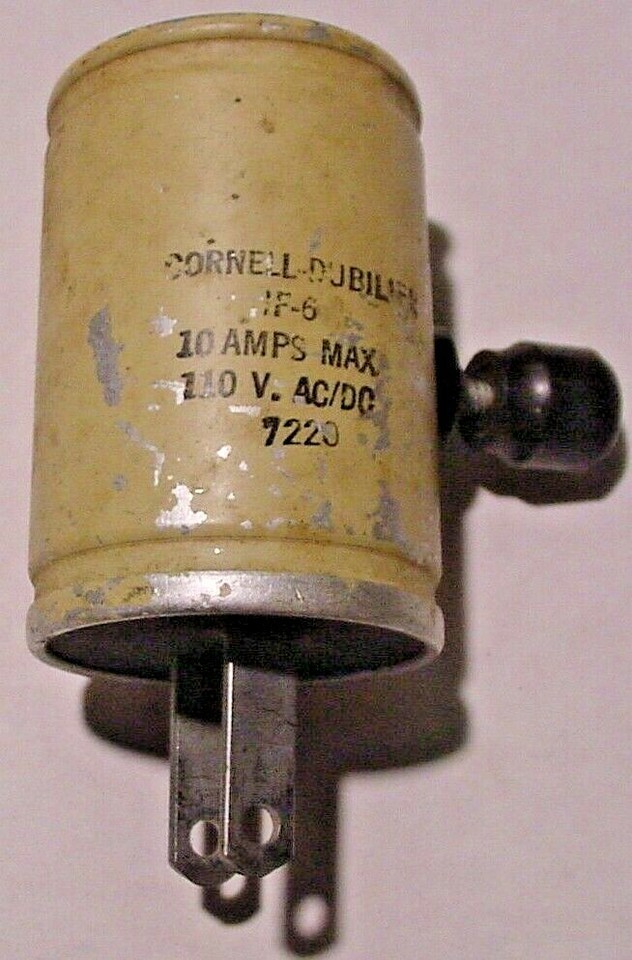 CORNELL-DUBILIER
IF-6
10 AMPS MAX.
110 V. AC/DC
7220